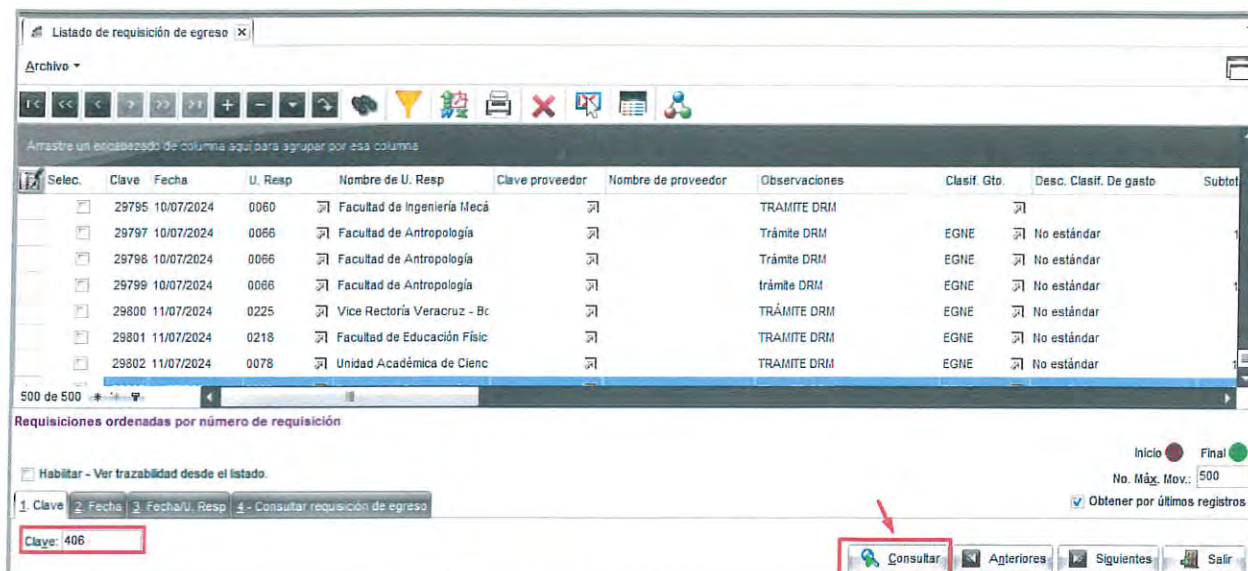 Listado de requisición de egreso
Archivo
Arrastre un encabezado de columna aquí para agrupar por esa columna
Selec. Clave Fecha U. Resp Nombre de U. Resp Clave proveedor Nombre de proveedor Observaciones Clasif. Gto. Desc. Clasif. De gasto Subtot
29795 10/07/2024 0060 Facultad de Ingeniería Mecá TRAMITE DRM
29797 10/07/2024 0066 Facultad de Antropología Trámite DRM EGNE No estándar 1
29798 10/07/2024 0066 Facultad de Antropología Trámite DRM EGNE No estándar
29799 10/07/2024 0066 Facultad de Antropología trámite DRM EGNE No estándar 1
29800 11/07/2024 0225 Vice Rectoría Veracruz - Bo TRÁMITE DRM EGNE No estándar
29801 11/07/2024 0218 Facultad de Educación Físic TRAMITE DRM EGNE No estándar
29802 11/07/2024 0078 Unidad Académica de Cienc TRAMITE DRM EGNE No estándar 1
500 de 500
Requisiciones ordenadas por número de requisición
Inicio Final
Habilitar - Ver trazabilidad desde el listado.
No. Máx. Mov.: 500
1. Clave 2. Fecha 3. Fecha/U. Resp 4 - Consultar requisición de egreso
Obtener por últimos registros
Clave: 406
Consultar Anteriores Siguientes Salir